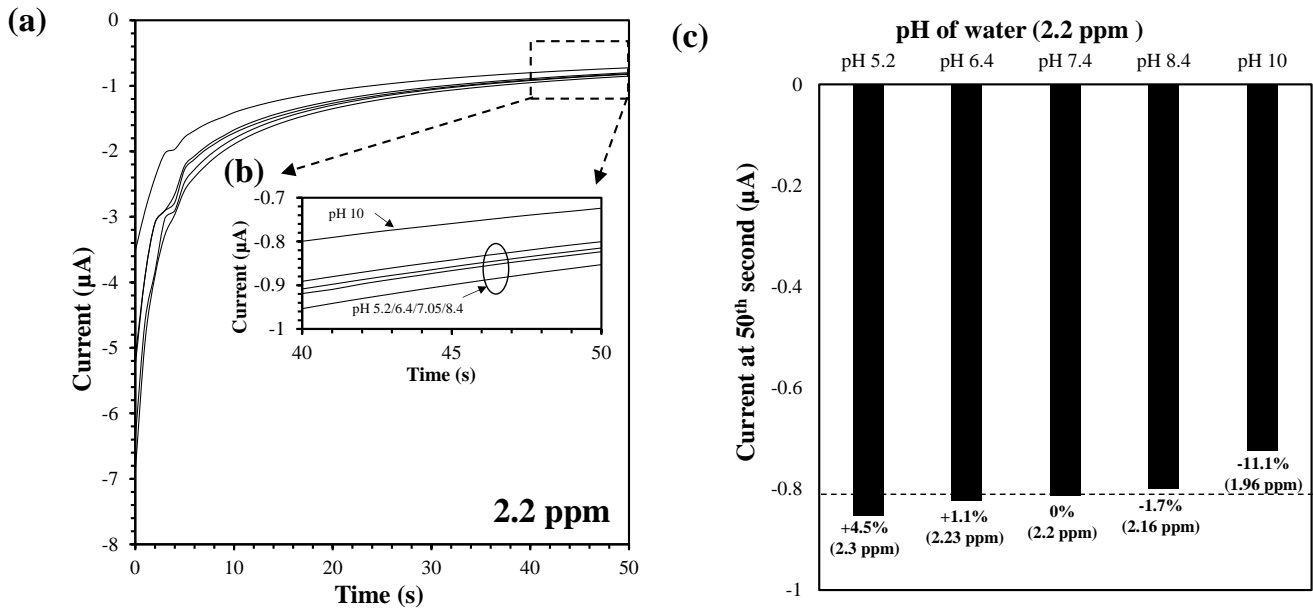 (a)
0
-1
-2
-3
-4
-5
-6
-7
-8
Current (µA)
0 10 20 30 40 50
Time (s)
2.2 ppm
(b)
-0.7
-0.8
-0.9
-1
Current (µA)
pH 10
pH 5.2/6.4/7.05/8.4
40 45 50
Time (s)
(c)
pH of water (2.2 ppm )
pH 5.2 pH 6.4 pH 7.4 pH 8.4 pH 10
0
-0.2
-0.4
-0.6
-0.8
-1
Current at 50th second (µA)
+4.5%
(2.3 ppm)
+1.1%
(2.23 ppm)
0%
(2.2 ppm)
-1.7%
(2.16 ppm)
-11.1%
(1.96 ppm)